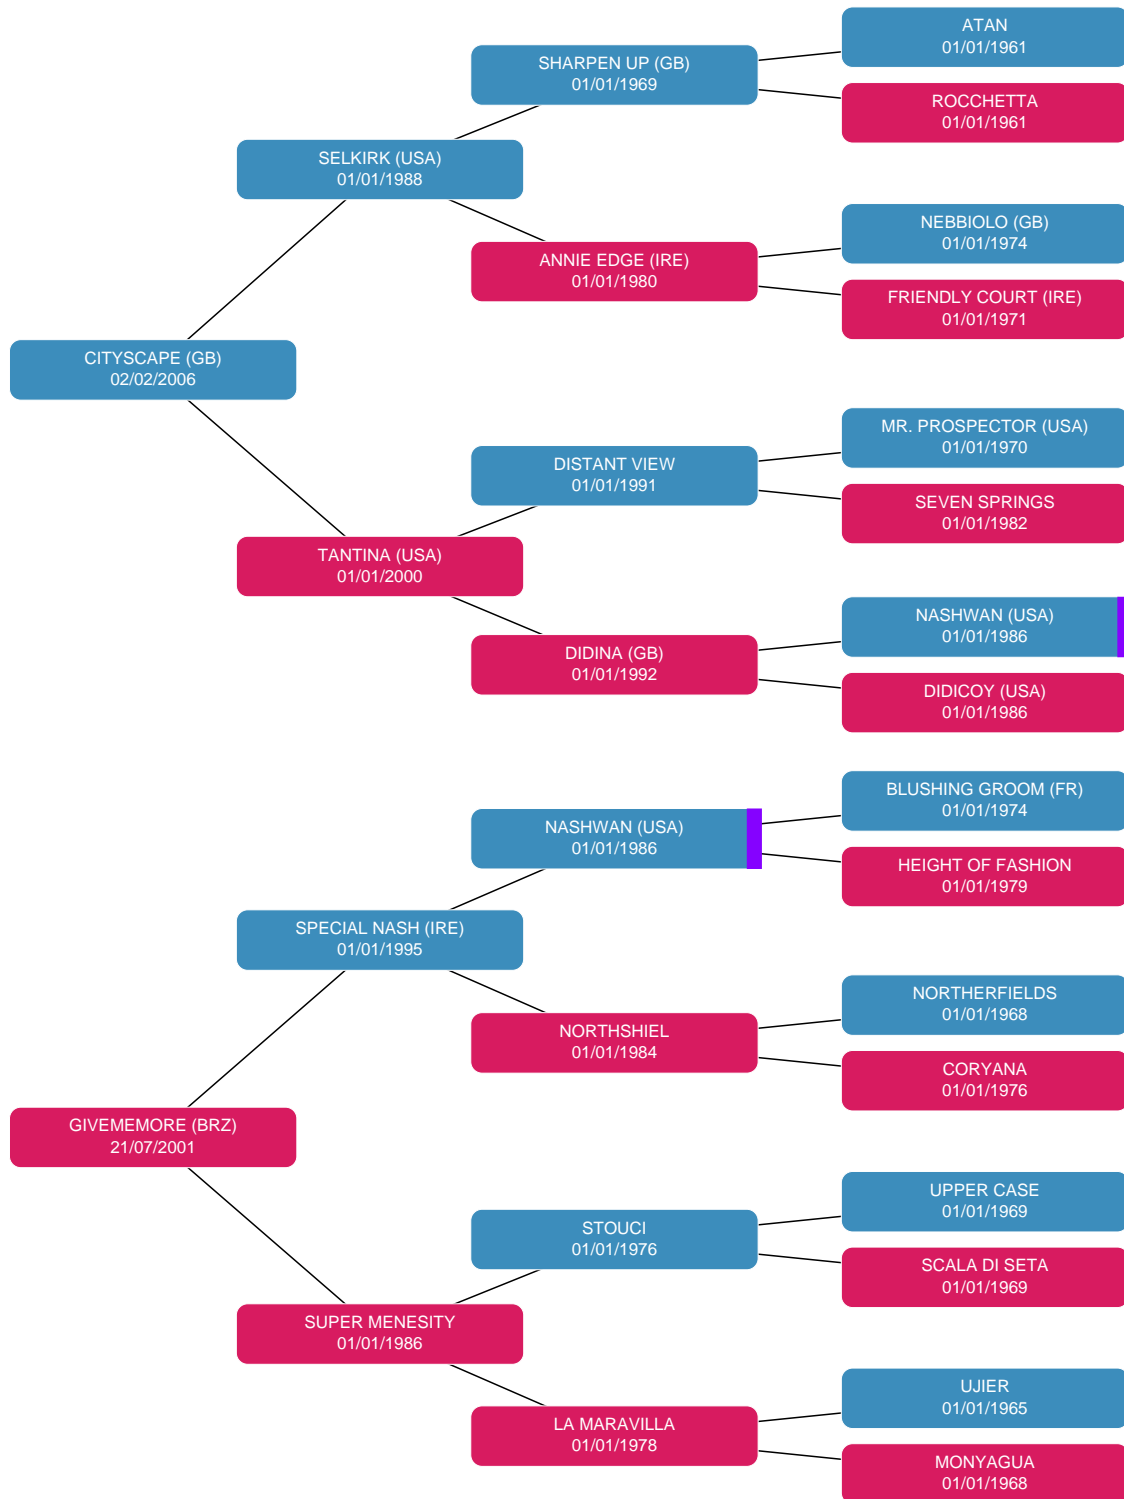 ATAN
01/01/1961
SHARPEN UP (GB)
01/01/1969
ROCCHETTA
01/01/1961
SELKIRK (USA)
01/01/1988
NEBBIOLO (GB)
01/01/1974
ANNIE EDGE (IRE)
01/01/1980
FRIENDLY COURT (IRE)
01/01/1971
CITYSCAPE (GB)
02/02/2006
MR. PROSPECTOR (USA)
01/01/1970
DISTANT VIEW
01/01/1991
SEVEN SPRINGS
01/01/1982
TANTINA (USA)
01/01/2000
NASHWAN (USA)
01/01/1986
DIDINA (GB)
01/01/1992
DIDICOY (USA)
01/01/1986
BLUSHING GROOM (FR)
01/01/1974
NASHWAN (USA)
01/01/1986
HEIGHT OF FASHION
01/01/1979
SPECIAL NASH (IRE)
01/01/1995
NORTHERFIELDS
01/01/1968
NORTHSHIEL
01/01/1984
CORYANA
01/01/1976
GIVEMEMORE (BRZ)
21/07/2001
UPPER CASE
01/01/1969
STOUCI
01/01/1976
SCALA DI SETA
01/01/1969
SUPER MENESITY
01/01/1986
UJIER
01/01/1965
LA MARAVILLA
01/01/1978
MONYAGUA
01/01/1968